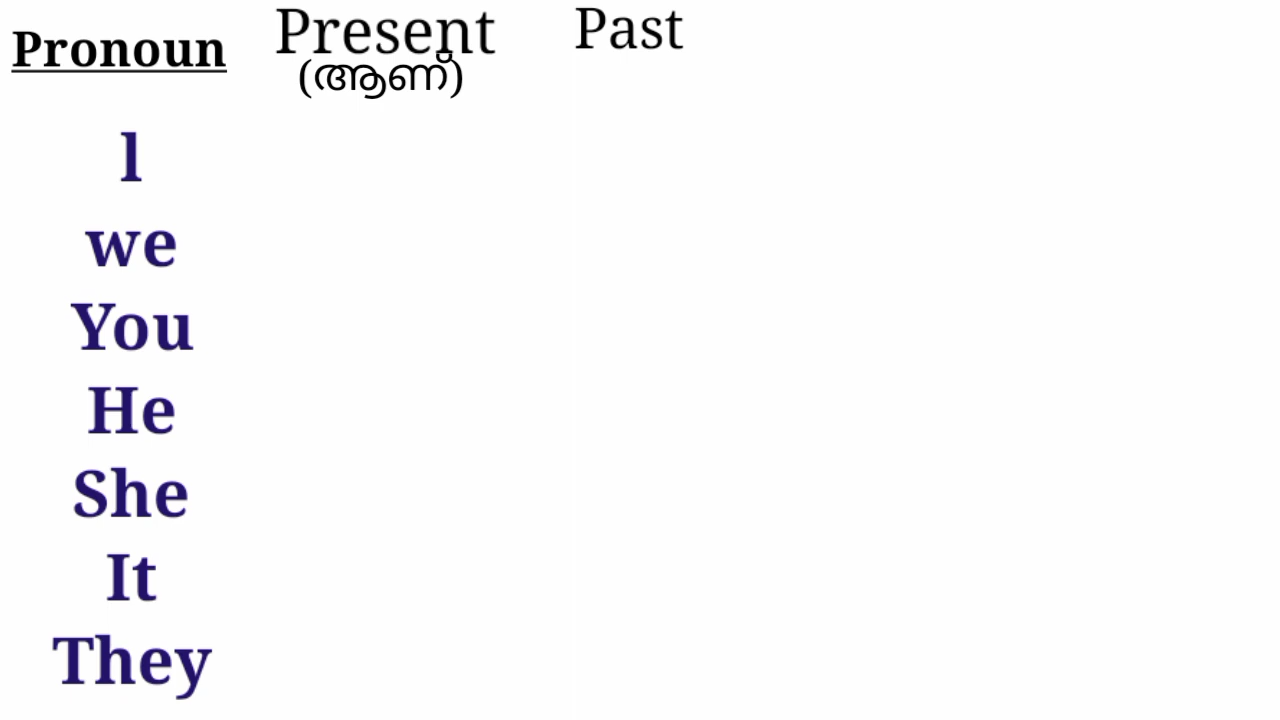 Pronoun Present Past
(ആണ്)
l
we
You
He
She
It
They